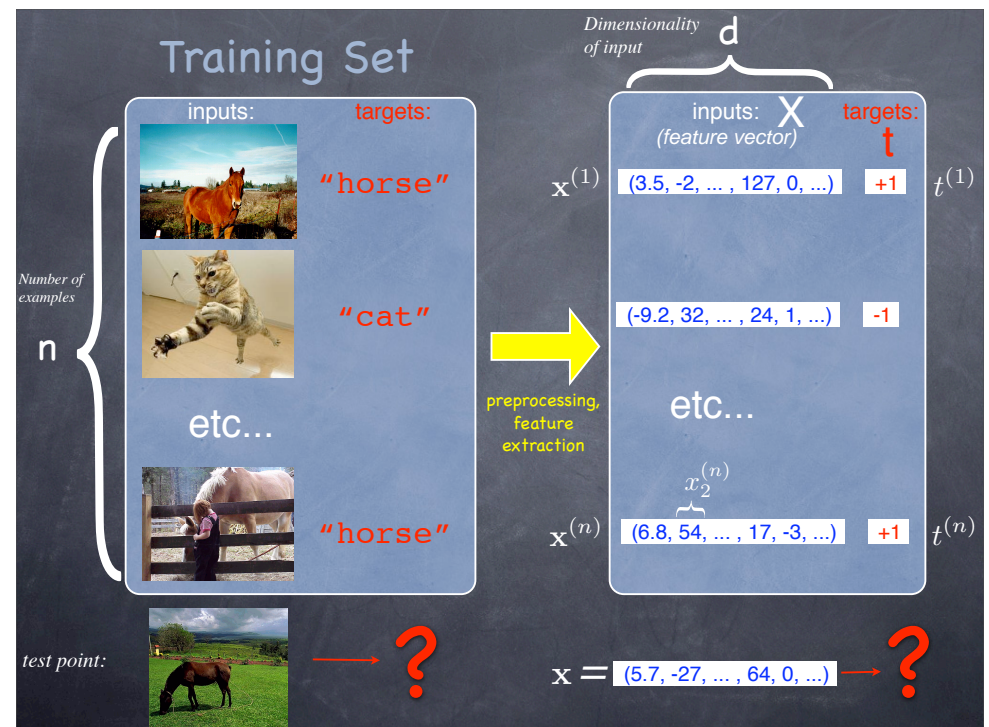 Training Set
inputs:
targets:
“horse”
“cat”
etc...
“horse”
Number of
examples
n
test point:
?
preprocessing,
feature
extraction
Dimensionality
of input
d
inputs: X
(feature vector)
targets:
t
x^{(1)} (3.5, -2, ... , 127, 0, ...) +1 t^{(1)}
(-9.2, 32, ... , 24, 1, ...) -1
etc...
x_2^{(n)}
x^{(n)} (6.8, 54, ... , 17, -3, ...) +1 t^{(n)}
x = (5.7, -27, ... , 64, 0, ...) ?